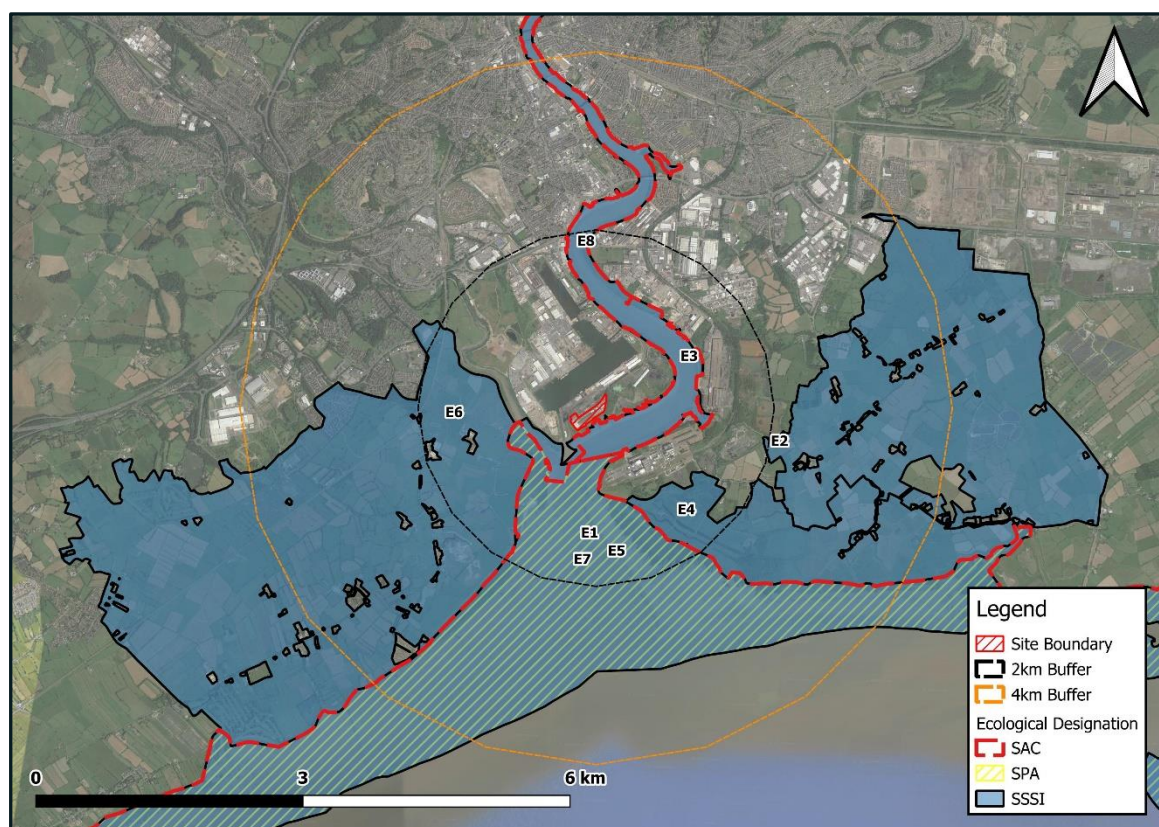 E8
E3
E6
E2
E4
E1
E5
E7
Legend
Site Boundary
2km Buffer
4km Buffer
Ecological Designation
SAC
SPA
SSSI
0 3 6 km